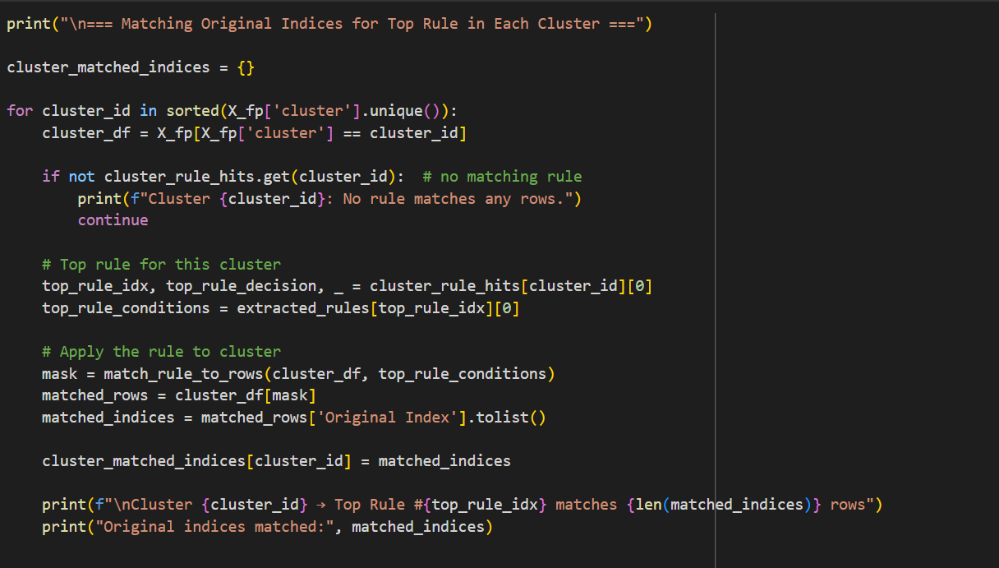 print("\n=== Matching Original Indices for Top Rule in Each Cluster ===")
cluster_matched_indices = {}
for cluster_id in sorted(X_fp['cluster'].unique()):
    cluster_df = X_fp[X_fp['cluster'] == cluster_id]
    if not cluster_rule_hits.get(cluster_id):  # no matching rule
        print(f"Cluster {cluster_id}: No rule matches any rows.")
        continue
    # Top rule for this cluster
    top_rule_idx, top_rule_decision, _ = cluster_rule_hits[cluster_id][0]
    top_rule_conditions = extracted_rules[top_rule_idx][0]
    # Apply the rule to cluster
    mask = match_rule_to_rows(cluster_df, top_rule_conditions)
    matched_rows = cluster_df[mask]
    matched_indices = matched_rows['Original Index'].tolist()
    cluster_matched_indices[cluster_id] = matched_indices
    print(f"\nCluster {cluster_id} → Top Rule #{top_rule_idx} matches {len(matched_indices)} rows")
    print("Original indices matched:", matched_indices)